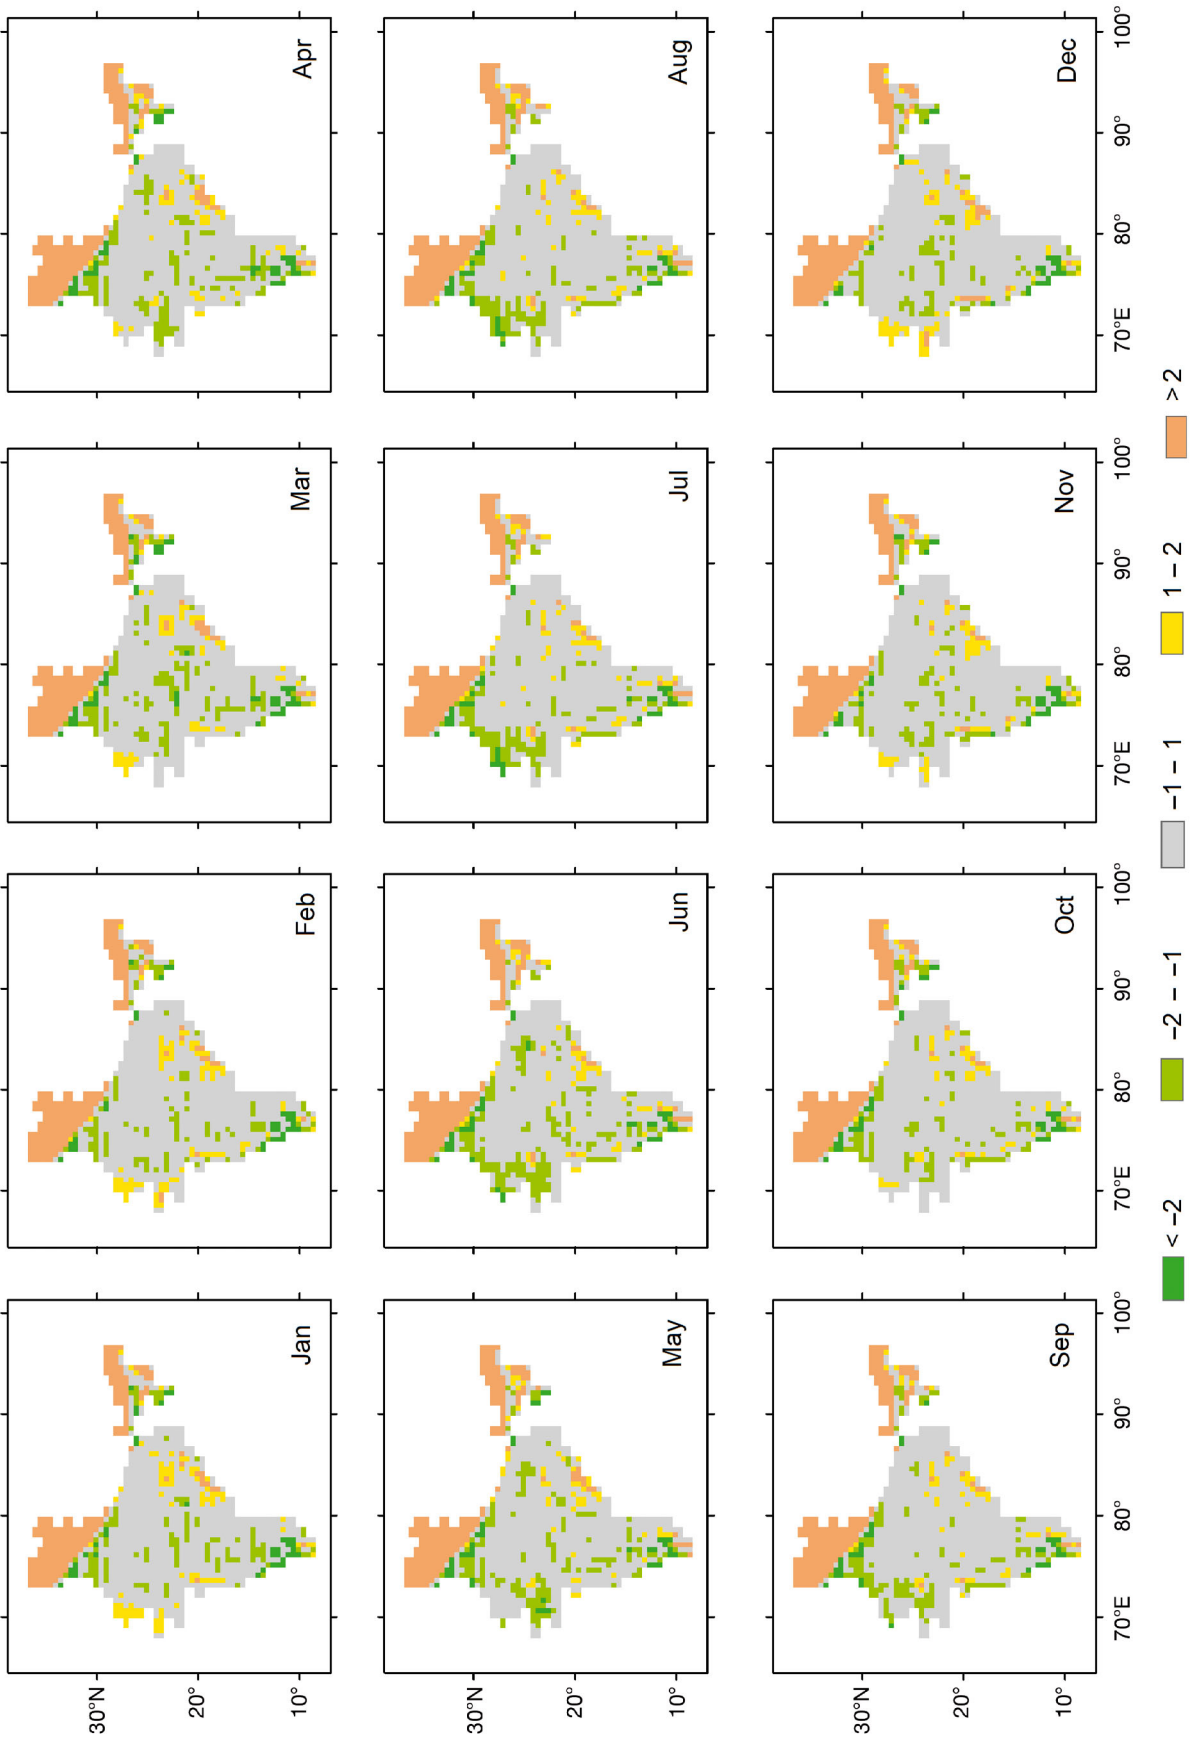 Jan
Feb
Mar
Apr
30°N
20°
10°
May
Jun
Jul
Aug
30°N
20°
10°
Sep
Oct
Nov
Dec
30°N
20°
10°
70°E 80° 90° 100° 70°E 80° 90° 100° 70°E 80° 90° 100° 70°E 80° 90° 100°
< −2 −2 − −1 −1 − 1 1 − 2 > 2